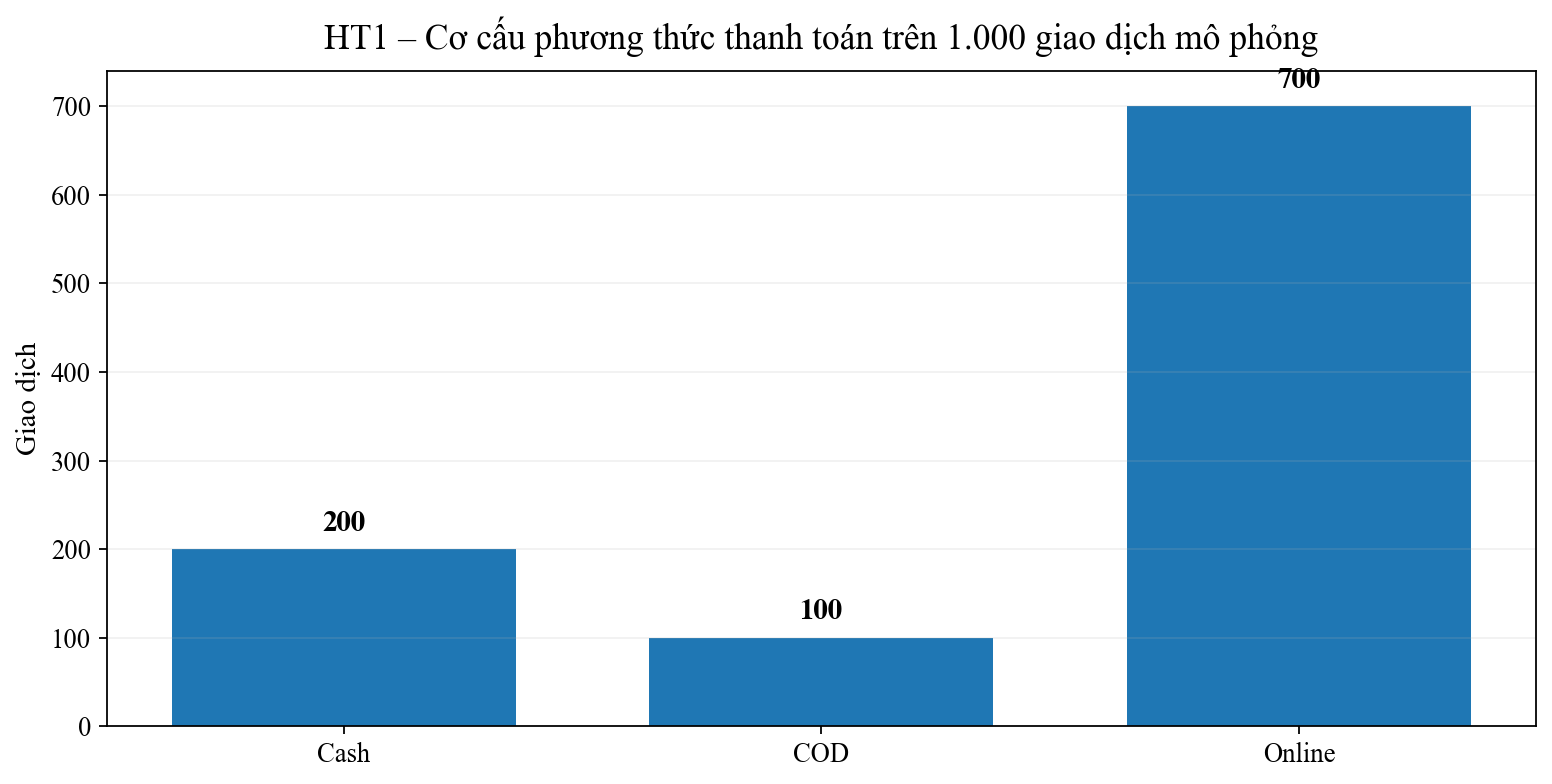 HT1 – Cơ cấu phương thức thanh toán trên 1.000 giao dịch mô phỏng
Giao dịch
700
600
500
400
300
200
100
0
200
100
700
Cash
COD
Online